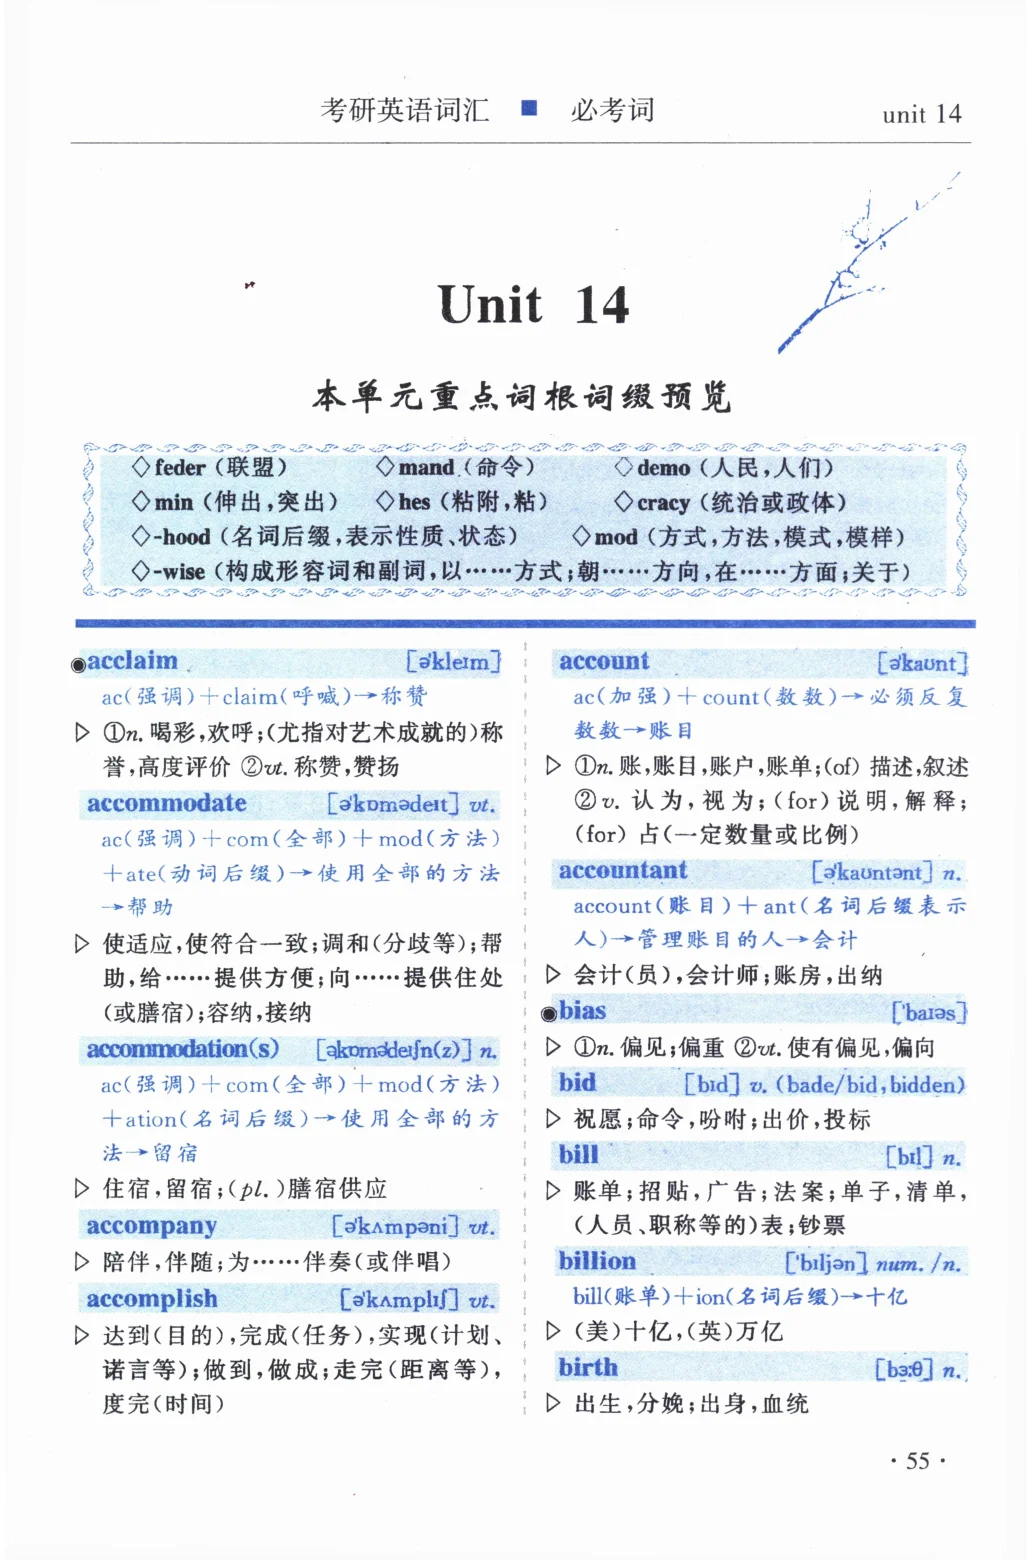 考研英语词汇 ■ 必考词
unit 14
Unit 14
本单元重点词根词缀预览
◇feder(联盟) ◇mand(命令) ◇demo(人民,人们)
◇min(伸出,突出) ◇hes(粘附,粘) ◇cracy(统治或政体)
◇-hood(名词后缀,表示性质、状态) ◇mod(方式,方法,模式,模样)
◇-wise(构成形容词和副词,以……方式;朝……方向,在……方面;关于)
◉acclaim [ə'kleɪm]
ac(强调)+claim(呼喊)→称赞
▷ ①n. 喝彩,欢呼;(尤指对艺术成就的)称
誉,高度评价 ②vt. 称赞,赞扬
accommodate [ə'kɒmədeɪt] vt.
ac(强调)+com(全部)+mod(方法)
+ate(动词后缀)→使用全部的方法
→帮助
▷ 使适应,使符合一致;调和(分歧等);帮
助,给……提供方便;向……提供住处
(或膳宿);容纳,接纳
accommodation(s) [əkɒmədeɪʃn(z)] n.
ac(强调)+com(全部)+mod(方法)
+ation(名词后缀)→使用全部的方
法→留宿
▷ 住宿,留宿;(pl.)膳宿供应
accompany [ə'kʌmpəni] vt.
▷ 陪伴,伴随;为……伴奏(或伴唱)
accomplish [ə'kʌmplɪʃ] vt.
▷ 达到(目的),完成(任务),实现(计划、
诺言等);做到,做成;走完(距离等),
度完(时间)
account [ə'kaʊnt]
ac(加强)+count(数数)→必须反复
数数→账目
▷ ①n. 账,账目,账户,账单;(of) 描述,叙述
②v. 认为,视为;(for)说明,解释;
(for) 占(一定数量或比例)
accountant [ə'kaʊntənt] n.
account(账目)+ant(名词后缀表示
人)→管理账目的人→会计
▷ 会计(员),会计师;账房,出纳
◉bias ['baɪəs]
▷ ①n. 偏见;偏重 ②vt. 使有偏见,偏向
bid [bɪd] v. (bade/bid,bidden)
▷ 祝愿;命令,吩咐;出价,投标
bill [bɪl] n.
▷ 账单;招贴,广告;法案;单子,清单,
(人员、职称等的)表;钞票
billion ['bɪljən] num. /n.
bill(账单)+ion(名词后缀)→十亿
▷ (美)十亿,(英)万亿
birth [bɜ:θ] n.
▷ 出生,分娩;出身,血统
· 55 ·